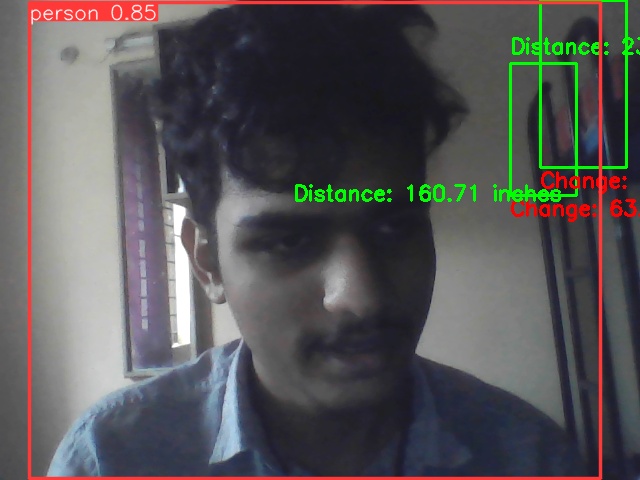 person 0.85
Distance: 23
Distance: 160.71 inches
Change:
Change: 63